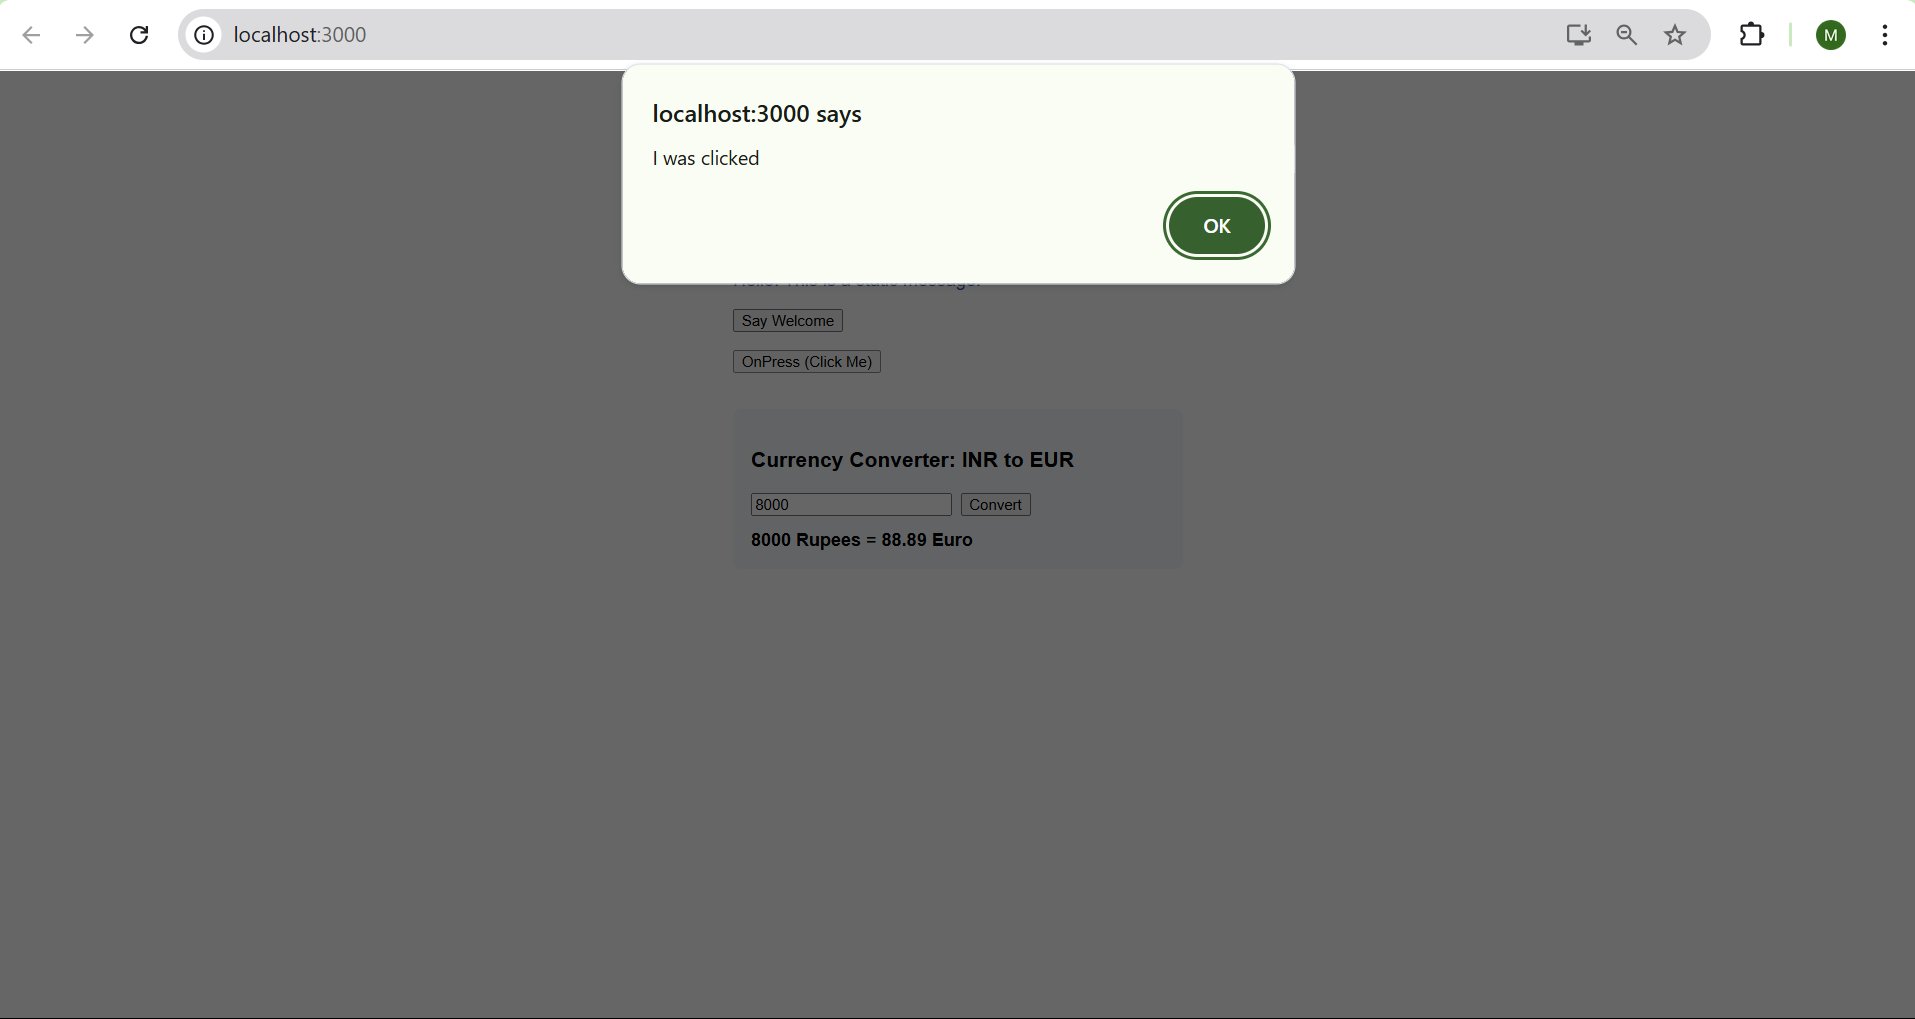 localhost:3000
M
localhost:3000 says
I was clicked
OK
Say Welcome
OnPress (Click Me)
Currency Converter: INR to EUR
8000 Convert
8000 Rupees = 88.89 Euro